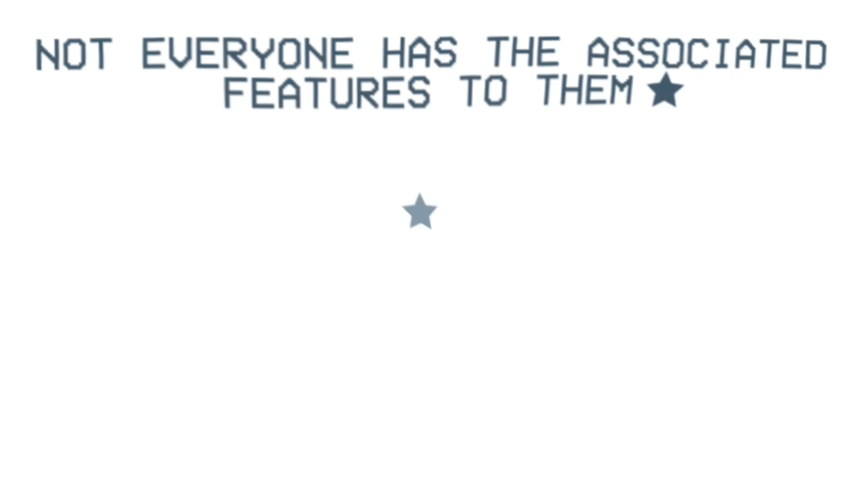 NOT EVERYONE HAS THE ASSOCIATED
FEATURES TO THEM ★